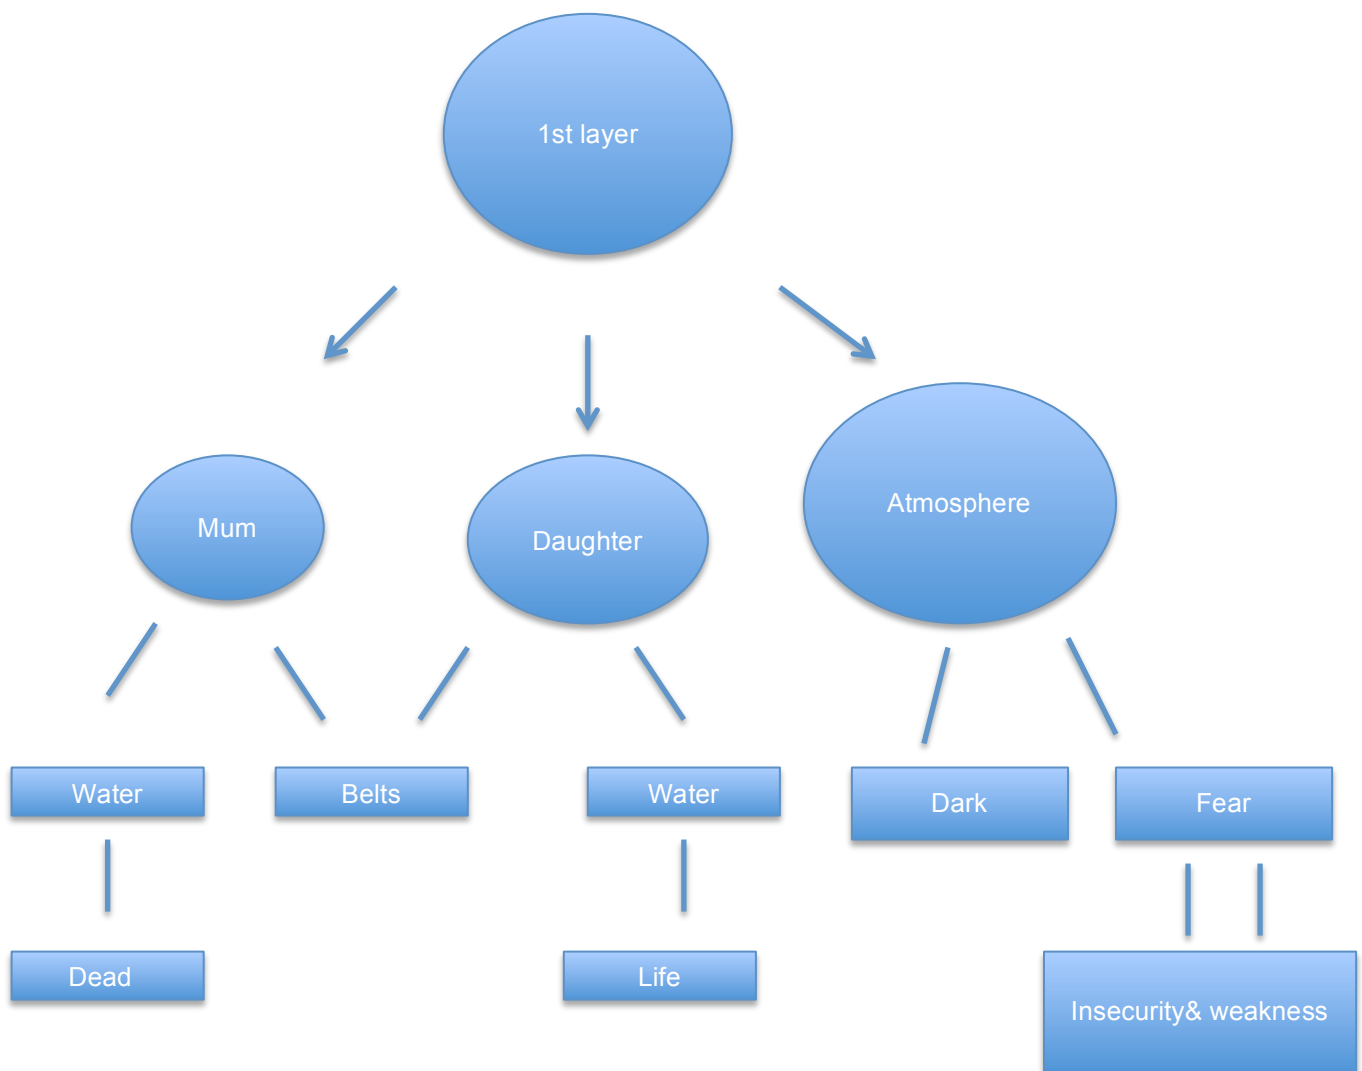 1st layer
Mum
Daughter
Atmosphere
Water
Belts
Water
Dark
Fear
Dead
Life
Insecurity& weakness